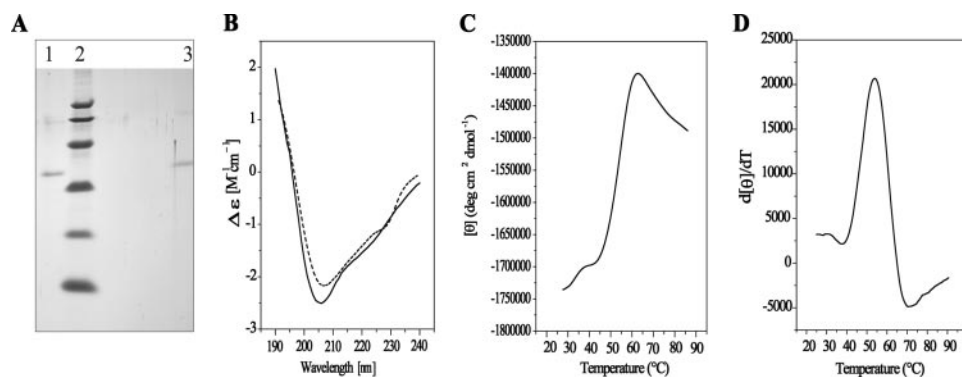 A
1 2 3
B
Δ ε [M⁻¹cm⁻¹]
2
1
0
-1
-2
-3
190 200 210 220 230 240
Wavelength [nm]
C
[θ] (deg cm² dmol⁻¹)
-1350000
-1400000
-1450000
-1500000
-1550000
-1600000
-1650000
-1700000
-1750000
-1800000
20 30 40 50 60 70 80 90
Temperature (°C)
D
d[θ]/dT
25000
20000
15000
10000
5000
0
-5000
20 30 40 50 60 70 80 90
Temperature (°C)